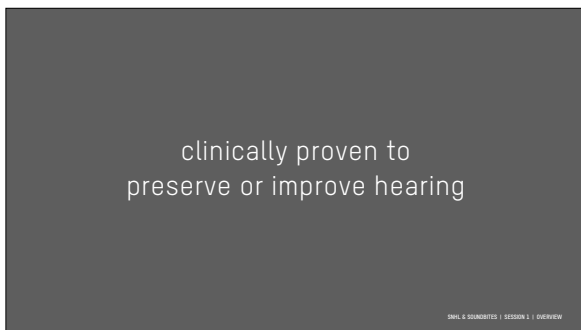 clinically proven to
preserve or improve hearing
SNHL & SOUNDBITES | SESSION 1 | OVERVIEW